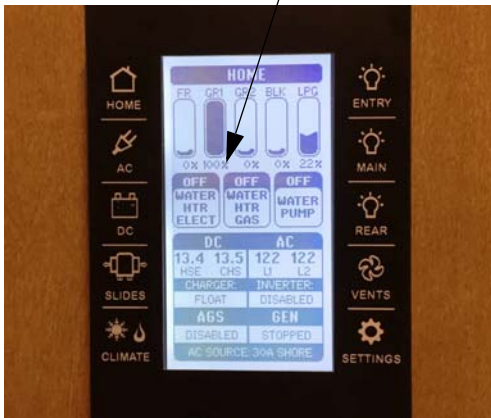 HOME
FR GR1 GR2 BLK LPG
0% 100% 0% 0% 22%
OFF OFF OFF
WATER HTR ELECT
WATER HTR GAS
WATER PUMP
DC AC
13.4 13.5 122 122
HSE CHS L1 L2
CHARGER: INVERTER:
FLOAT DISABLED
AGS GEN
DISABLED STOPPED
AC SOURCE: 30A SHORE
HOME
AC
DC
SLIDES
CLIMATE
ENTRY
MAIN
REAR
VENTS
SETTINGS